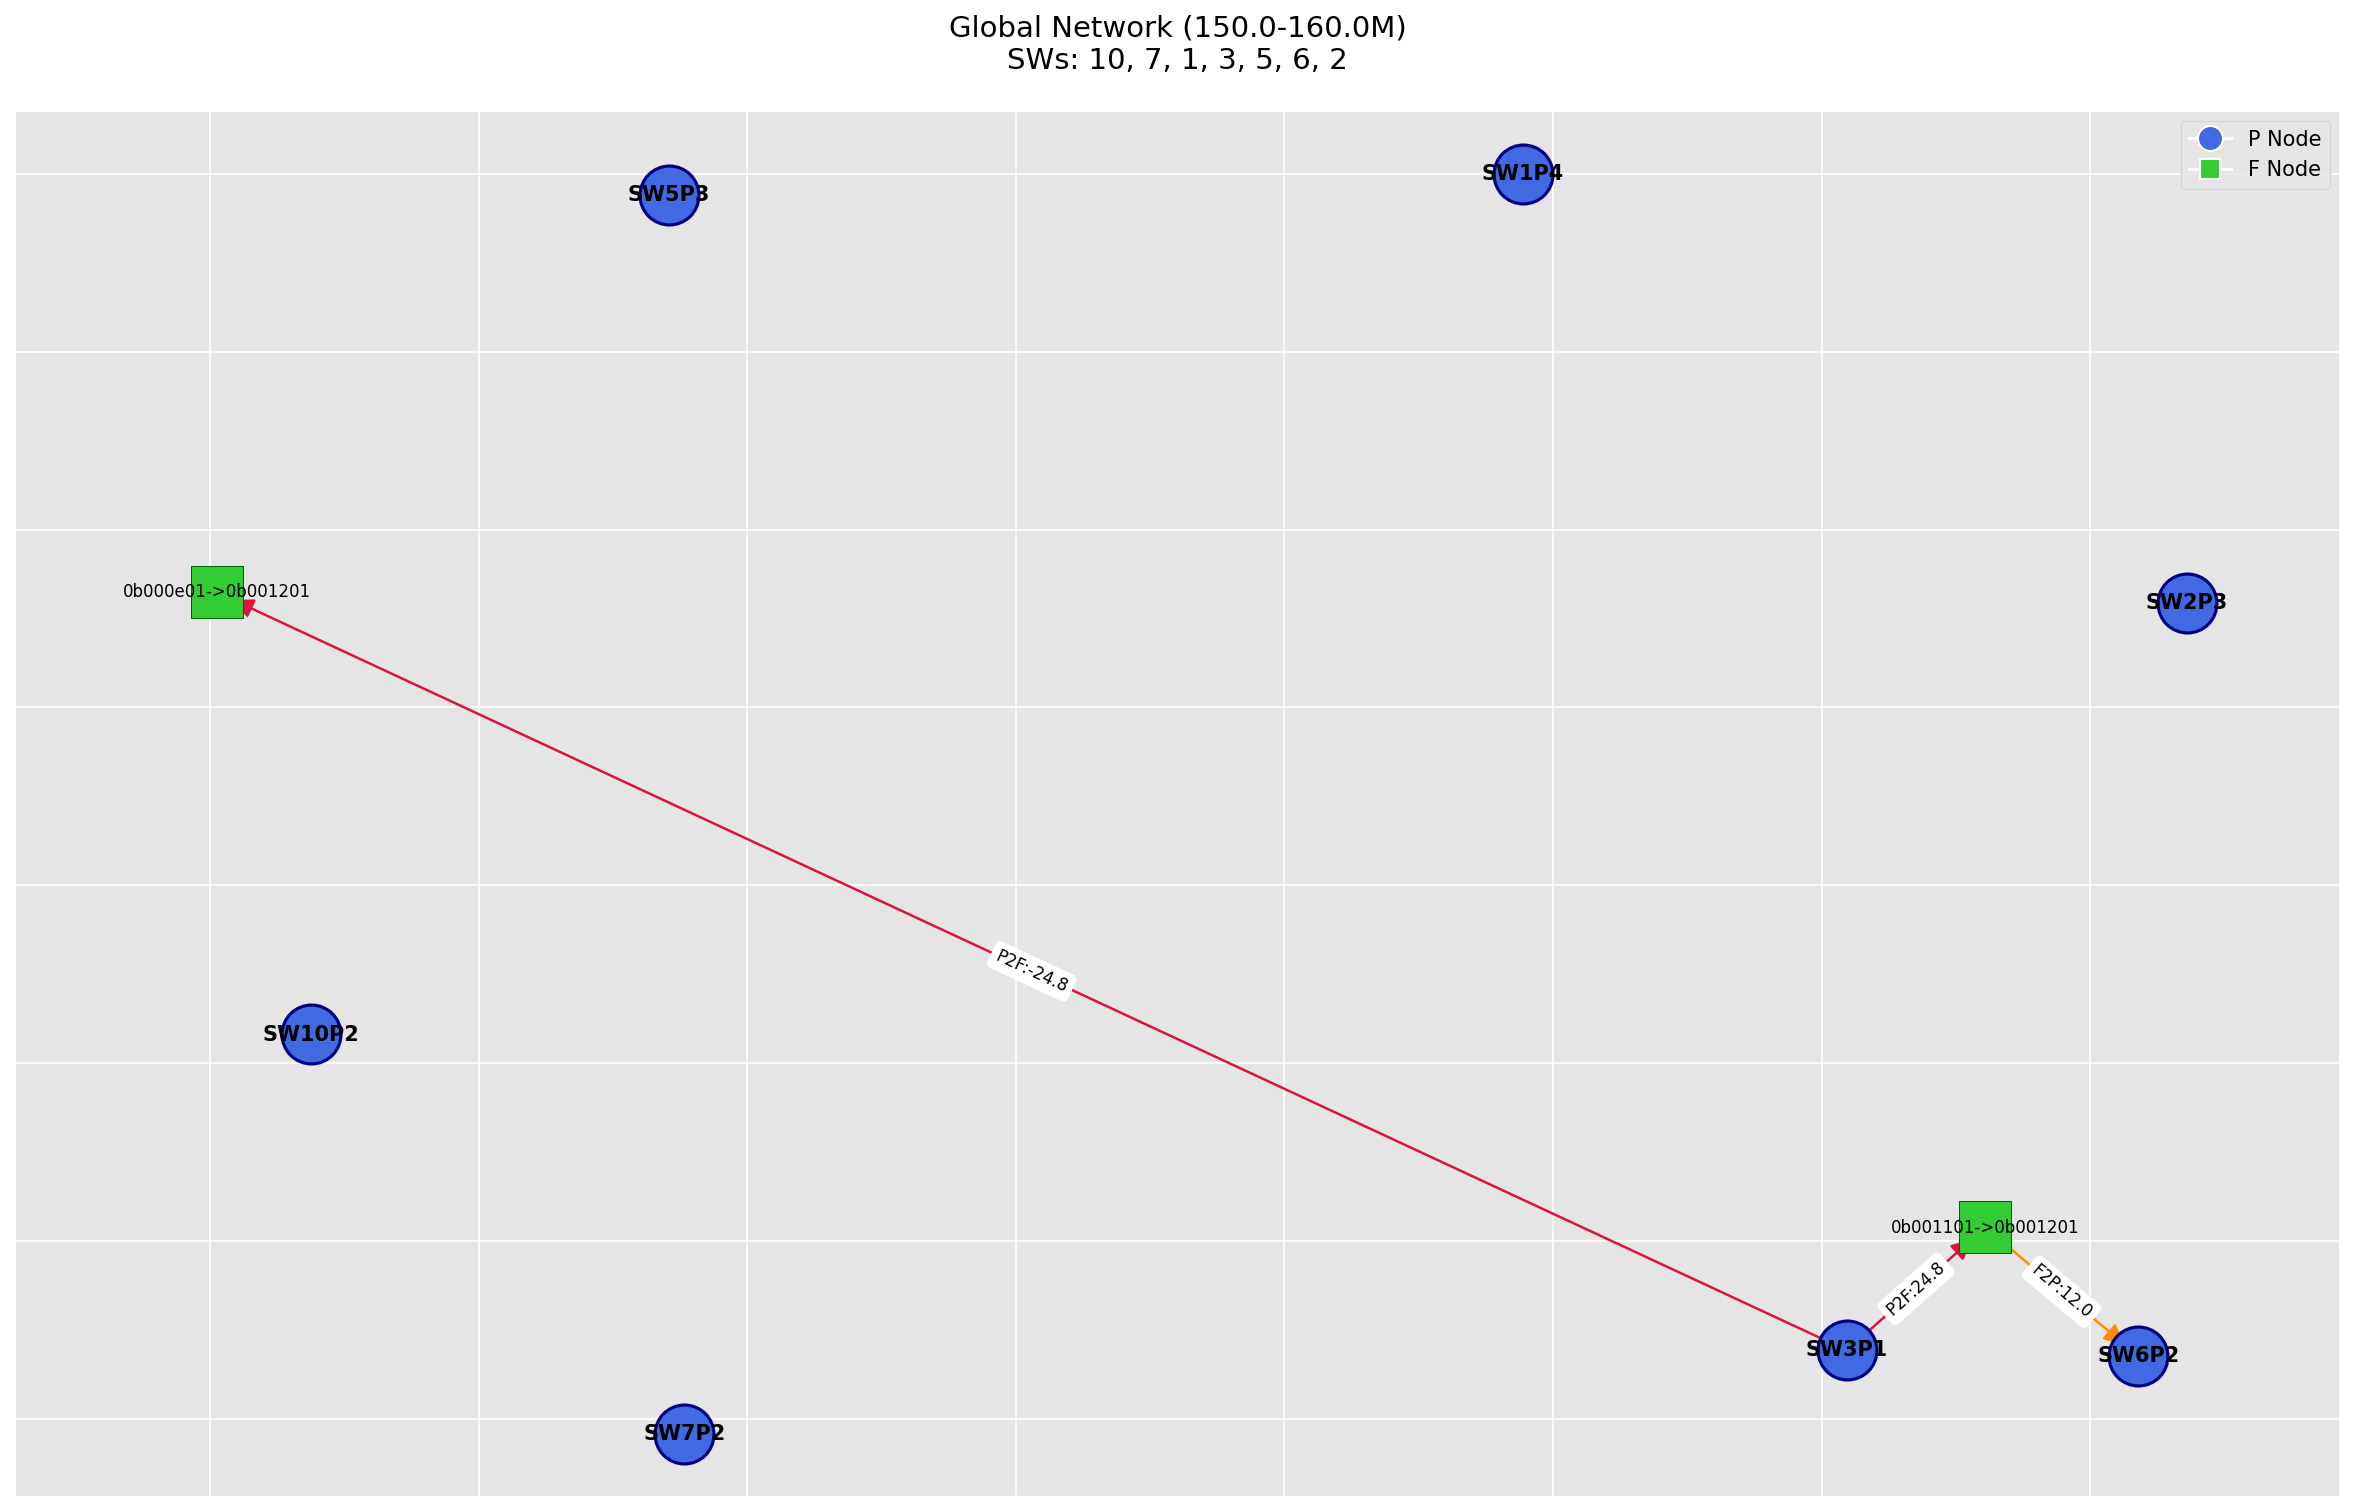 Global Network (150.0-160.0M)
SWs: 10, 7, 1, 3, 5, 6, 2
P Node
F Node
SW5P3
SW1P4
0b000e01->0b001201
SW2P3
P2F:-24.8
SW10P2
0b001101->0b001201
P2F:24.8
F2P:12.0
SW3P1
SW6P2
SW7P2